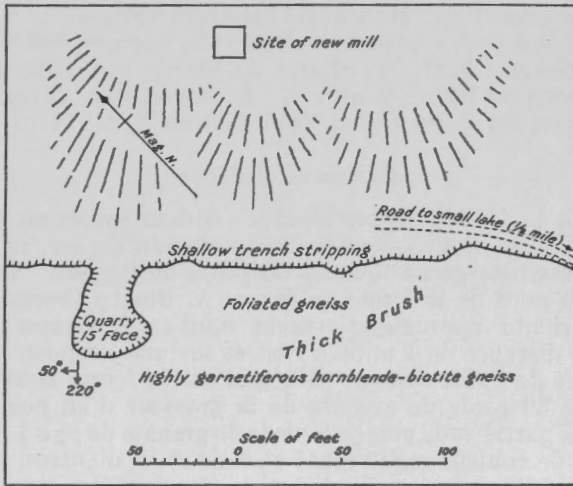 Site of new mill
Mag. N.
Road to small lake (½ mile)
Shallow trench stripping
Foliated gneiss
Thick Brush
Quarry
15' Face
50°
220°
Highly garnetiferous hornblende-biotite gneiss
50 0 50 100
Scale of Feet